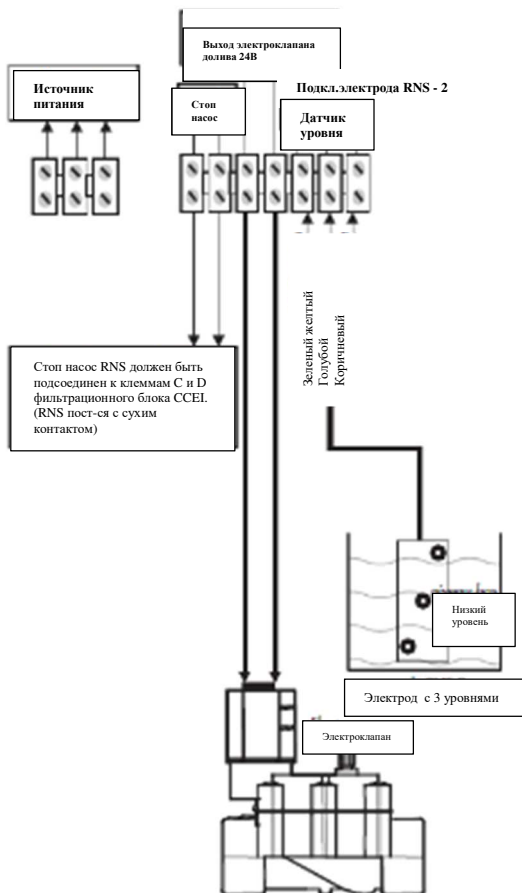 Выход электроклапана
долива 24В
Источник
питания
Подкл.электрода RNS - 2
Стоп
насос
Датчик
уровня
Зеленый желтый
Голубой
Коричневый
Стоп насос RNS должен быть
подсоединен к клеммам C и D
фильтрационного блока CCEI.
(RNS пост-ся с сухим
контактом)
Низкий
уровень
Электрод с 3 уровнями
Электроклапан